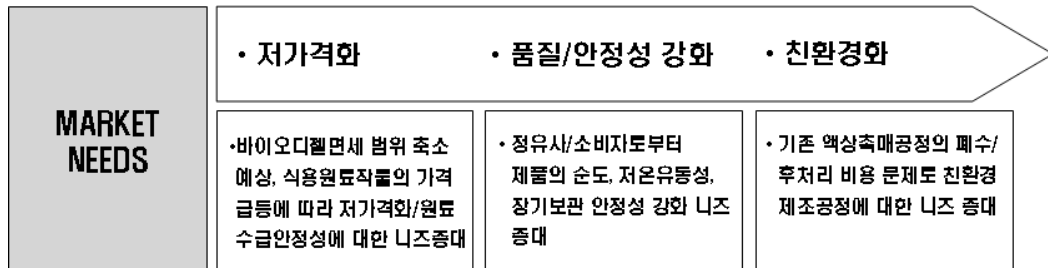 MARKET
NEEDS
• 저가격화
• 품질/안정성 강화
• 친환경화
•바이오디젤면세 범위 축소
예상, 식용원료작물의 가격
급등에 따라 저가격화/원료
수급안정성에 대한 니즈증대
• 정유사/소비자로부터
제품의 순도, 저온유동성,
장기보관 안정성 강화 니즈
증대
• 기존 액상촉매공정의 폐수/
후처리 비용 문제로 친환경
제조공정에 대한 니즈 증대